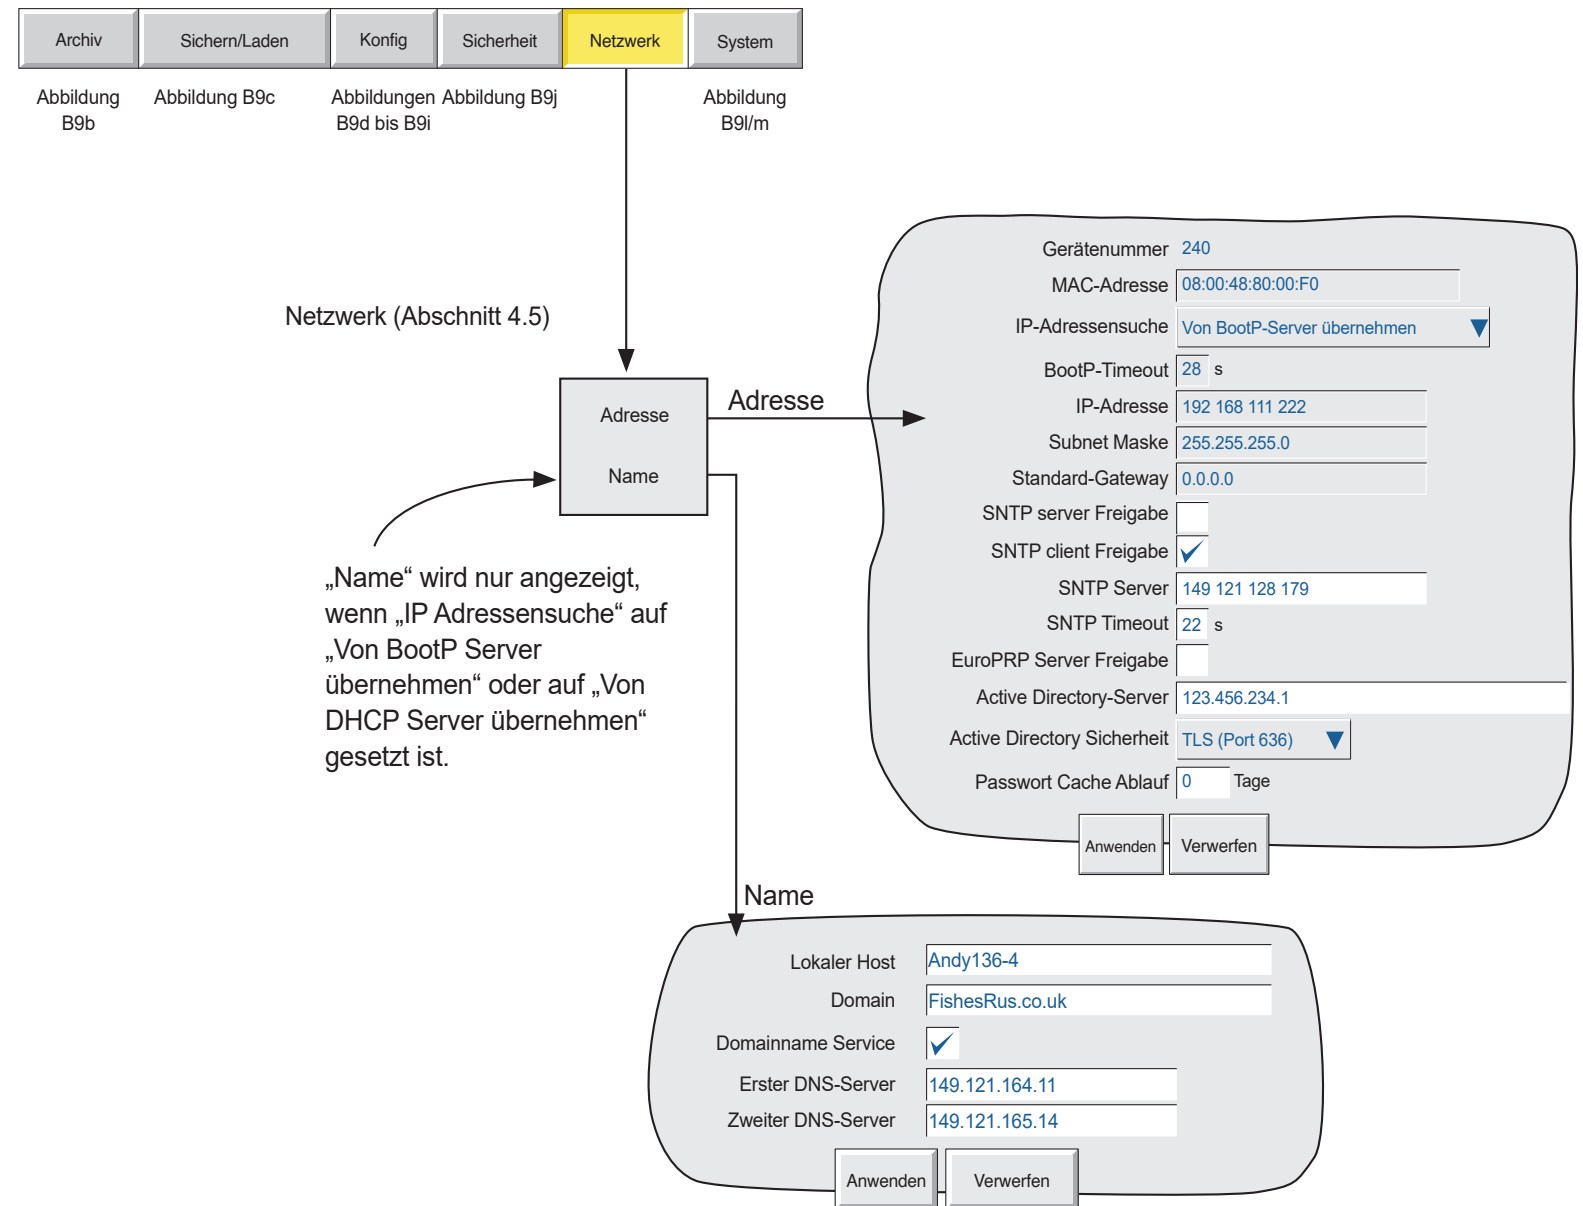 Archiv
Sichern/Laden
Konfig
Sicherheit
Netzwerk
System
Abbildung
B9b
Abbildung B9c
Abbildungen
B9d bis B9i
Abbildung B9j
Abbildung
B9l/m
Netzwerk (Abschnitt 4.5)
Adresse
Name
Adresse
„Name“ wird nur angezeigt,
wenn „IP Adressensuche“ auf
„Von BootP Server
übernehmen“ oder auf „Von
DHCP Server übernehmen“
gesetzt ist.
Gerätenummer 240
MAC-Adresse 08:00:48:80:00:F0
IP-Adressensuche Von BootP-Server übernehmen
BootP-Timeout 28 s
IP-Adresse 192 168 111 222
Subnet Maske 255.255.255.0
Standard-Gateway 0.0.0.0
SNTP server Freigabe
SNTP client Freigabe
SNTP Server 149 121 128 179
SNTP Timeout 22 s
EuroPRP Server Freigabe
Active Directory-Server 123.456.234.1
Active Directory Sicherheit TLS (Port 636)
Passwort Cache Ablauf 0 Tage
Anwenden Verwerfen
Name
Lokaler Host Andy136-4
Domain FishesRus.co.uk
Domainname Service
Erster DNS-Server 149.121.164.11
Zweiter DNS-Server 149.121.165.14
Anwenden Verwerfen